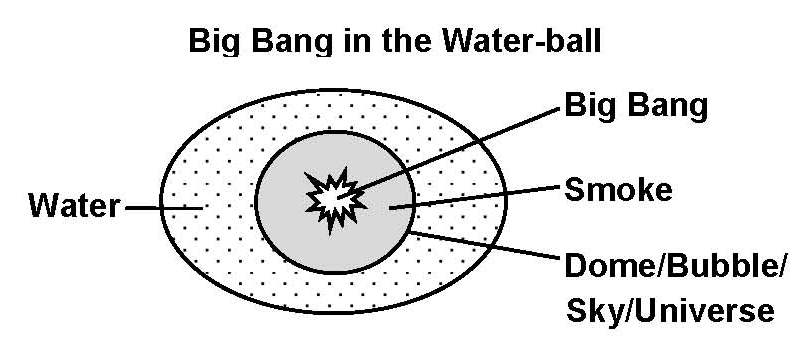 Big Bang in the Water-ball
Big Bang
Smoke
Water
Dome/Bubble/
Sky/Universe